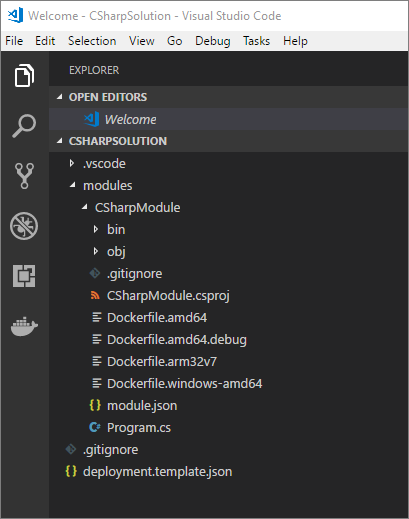 Welcome - CSharpSolution - Visual Studio Code
File Edit Selection View Go Debug Tasks Help
EXPLORER
OPEN EDITORS
Welcome
CSHARPSOLUTION
.vscode
modules
CSharpModule
bin
obj
.gitignore
CSharpModule.csproj
Dockerfile.amd64
Dockerfile.amd64.debug
Dockerfile.arm32v7
Dockerfile.windows-amd64
{} module.json
C# Program.cs
.gitignore
{} deployment.template.json